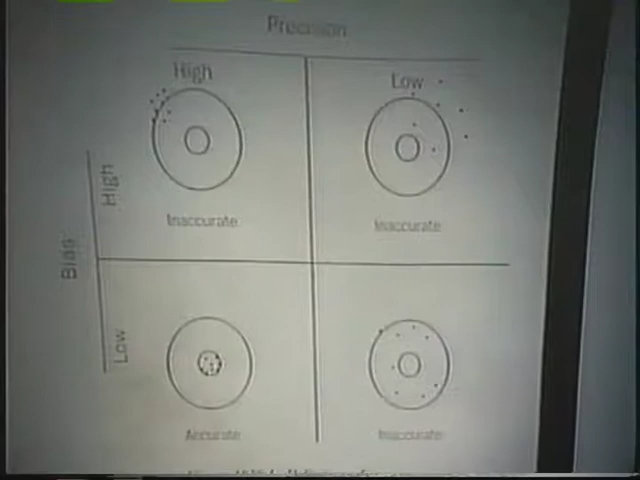 Precision
High
Low
High
Inaccurate
Inaccurate
Bias
Low
Accurate
Inaccurate